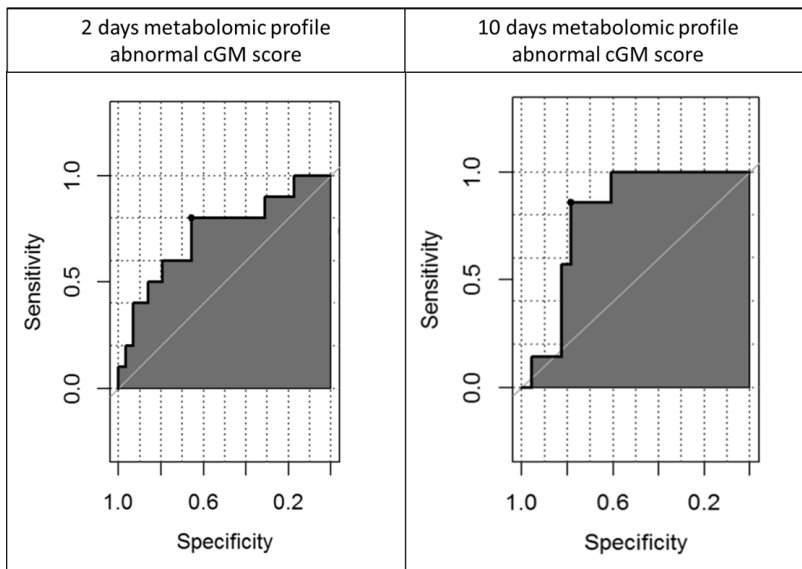 2 days metabolomic profile
abnormal cGM score
10 days metabolomic profile
abnormal cGM score
1.0
0.5
0.0
Sensitivity
1.0 0.6 0.2
Specificity
1.0
0.5
0.0
Sensitivity
1.0 0.6 0.2
Specificity